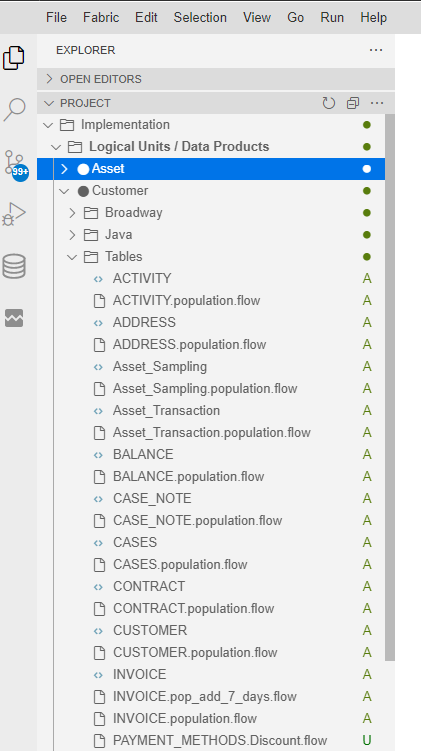 File Fabric Edit Selection View Go Run Help
EXPLORER
OPEN EDITORS
PROJECT
Implementation
Logical Units / Data Products
Asset
99+
Customer
Broadway
Java
Tables
ACTIVITY A
ACTIVITY.population.flow A
ADDRESS A
ADDRESS.population.flow A
Asset_Sampling A
Asset_Sampling.population.flow A
Asset_Transaction A
Asset_Transaction.population.flow A
BALANCE A
BALANCE.population.flow A
CASE_NOTE A
CASE_NOTE.population.flow A
CASES A
CASES.population.flow A
CONTRACT A
CONTRACT.population.flow A
CUSTOMER A
CUSTOMER.population.flow A
INVOICE A
INVOICE.pop_add_7_days.flow A
INVOICE.population.flow A
PAYMENT_METHODS.Discount.flow U